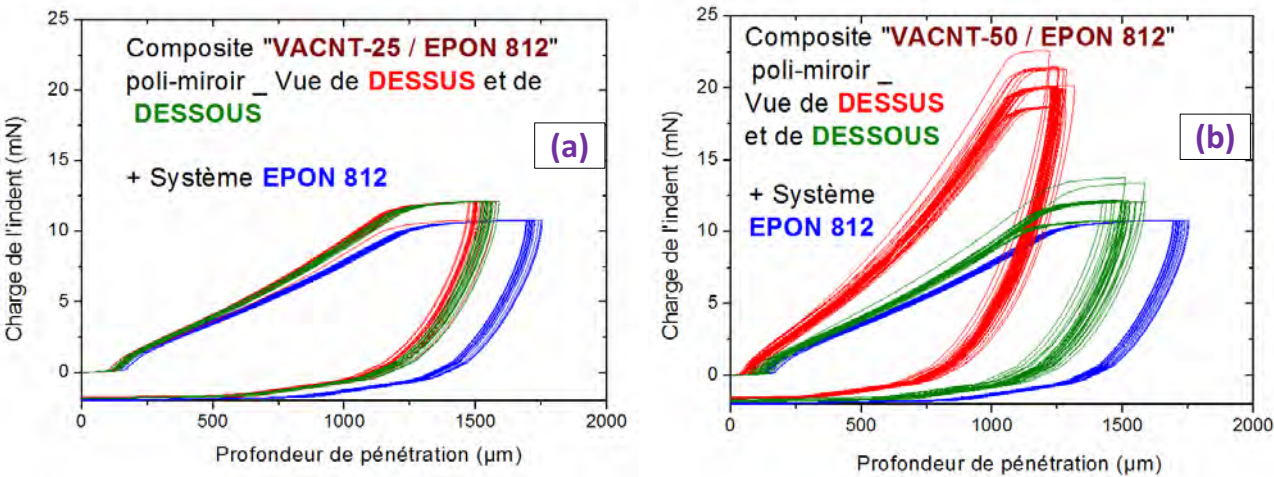 Composite "VACNT-25 / EPON 812"
poli-miroir _ Vue de DESSUS et de
DESSOUS
(a)
+ Système EPON 812
Charge de l'indent (mN)
25
20
15
10
5
0
0 500 1000 1500 2000
Profondeur de pénétration (µm)
Composite "VACNT-50 / EPON 812"
poli-miroir _
Vue de DESSUS
et de DESSOUS
(b)
+ Système
EPON 812
Charge de l'indent (mN)
25
20
15
10
5
0
0 500 1000 1500 2000
Profondeur de pénétration (µm)